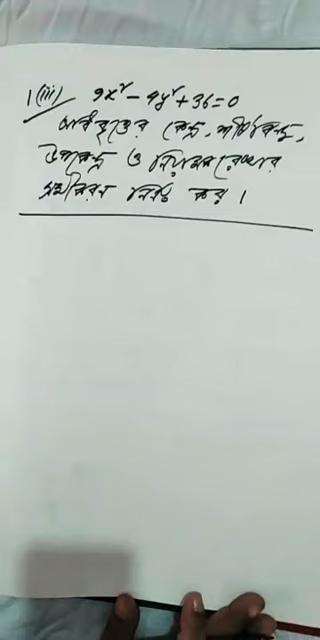 1(iii) 9x² - 4y² + 36 = 0
অধিবৃত্তের কেন্দ্র, শীর্ষবিন্দু,
উপকেন্দ্র ও নিয়ামকরেখার
সমীকরণ নির্ণয় কর।